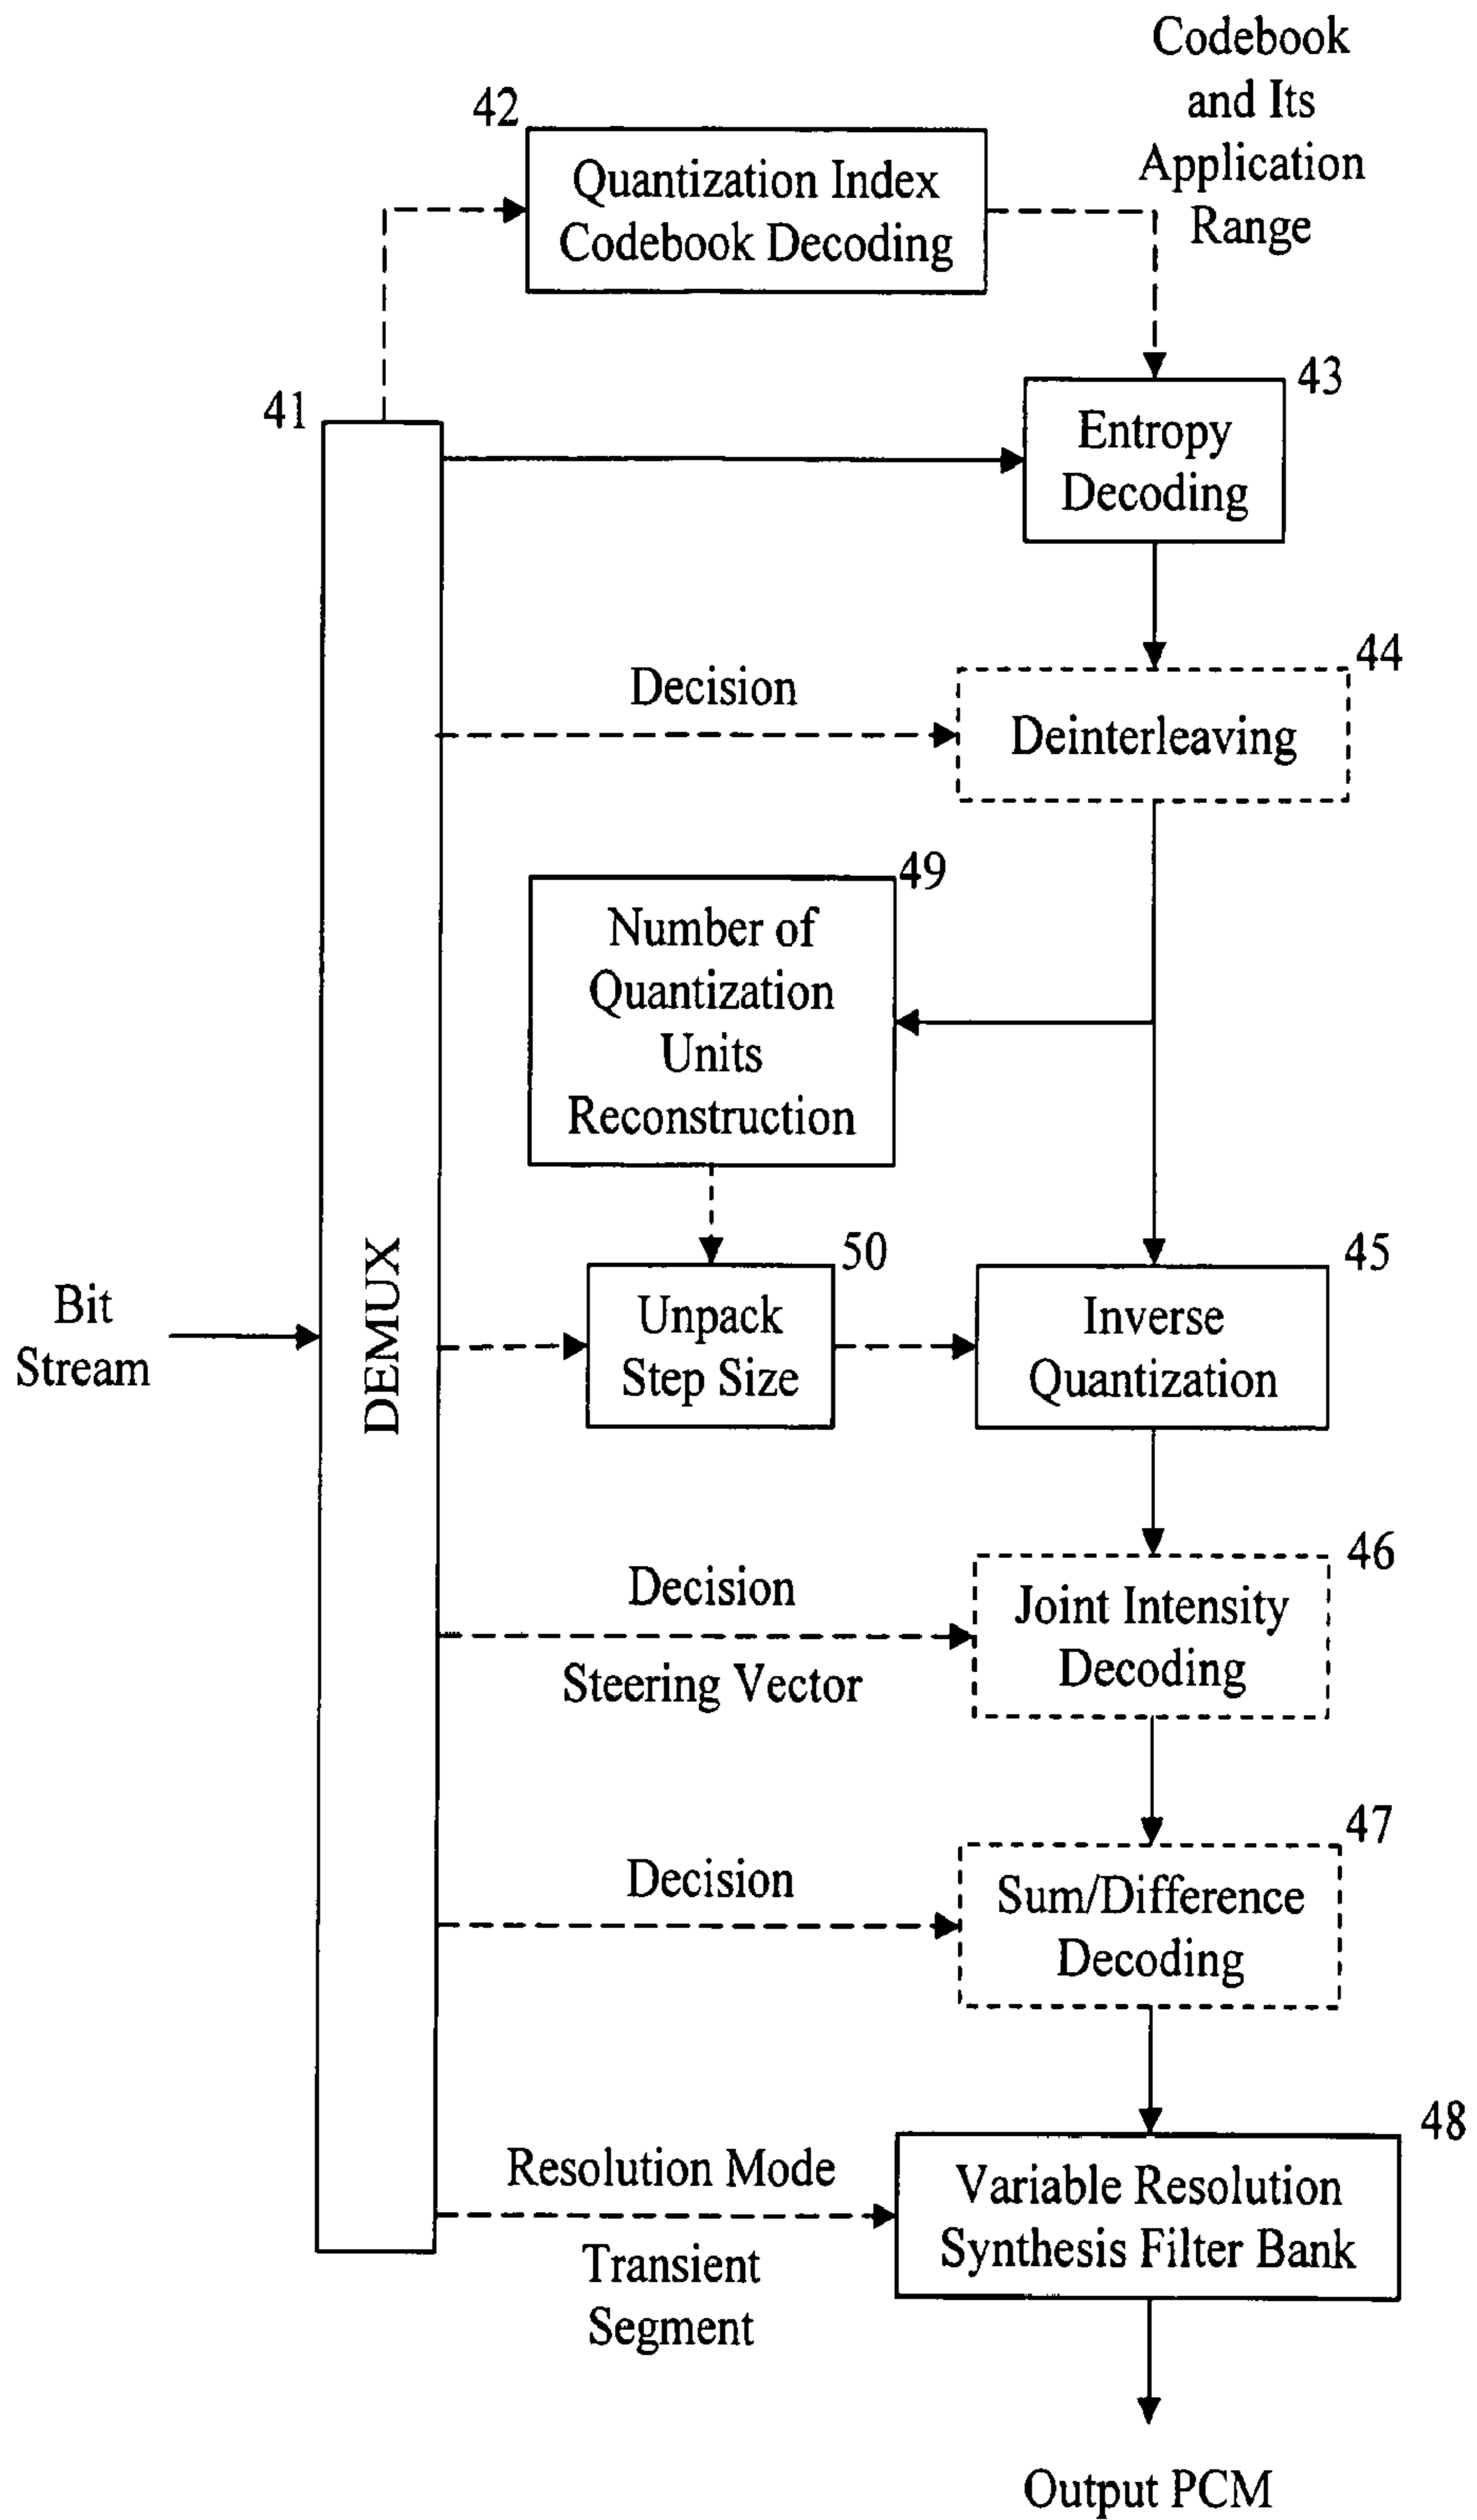 Codebook
and Its
Application
Range
42
Quantization Index
Codebook Decoding
41
43
Entropy
Decoding
44
Decision
Deinterleaving
49
Number of
Quantization
Units
Reconstruction
50
45
Bit
Stream
DEMUX
Unpack
Step Size
Inverse
Quantization
46
Decision
Steering Vector
Joint Intensity
Decoding
47
Decision
Sum/Difference
Decoding
48
Resolution Mode
Transient
Segment
Variable Resolution
Synthesis Filter Bank
Output PCM